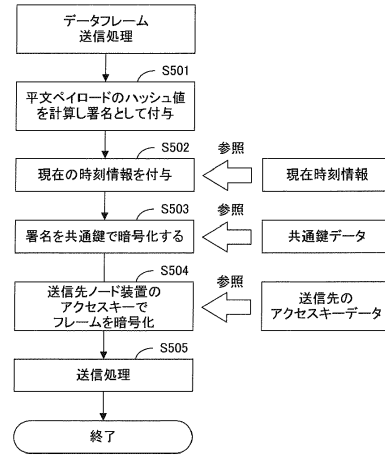 データフレーム
送信処理
S501
平文ペイロードのハッシュ値
を計算し署名として付与
S502
参照
現在の時刻情報を付与
現在時刻情報
S503
参照
署名を共通鍵で暗号化する
共通鍵データ
S504
参照
送信先ノード装置の
アクセスキーで
フレームを暗号化
送信先の
アクセスキーデータ
S505
送信処理
終了